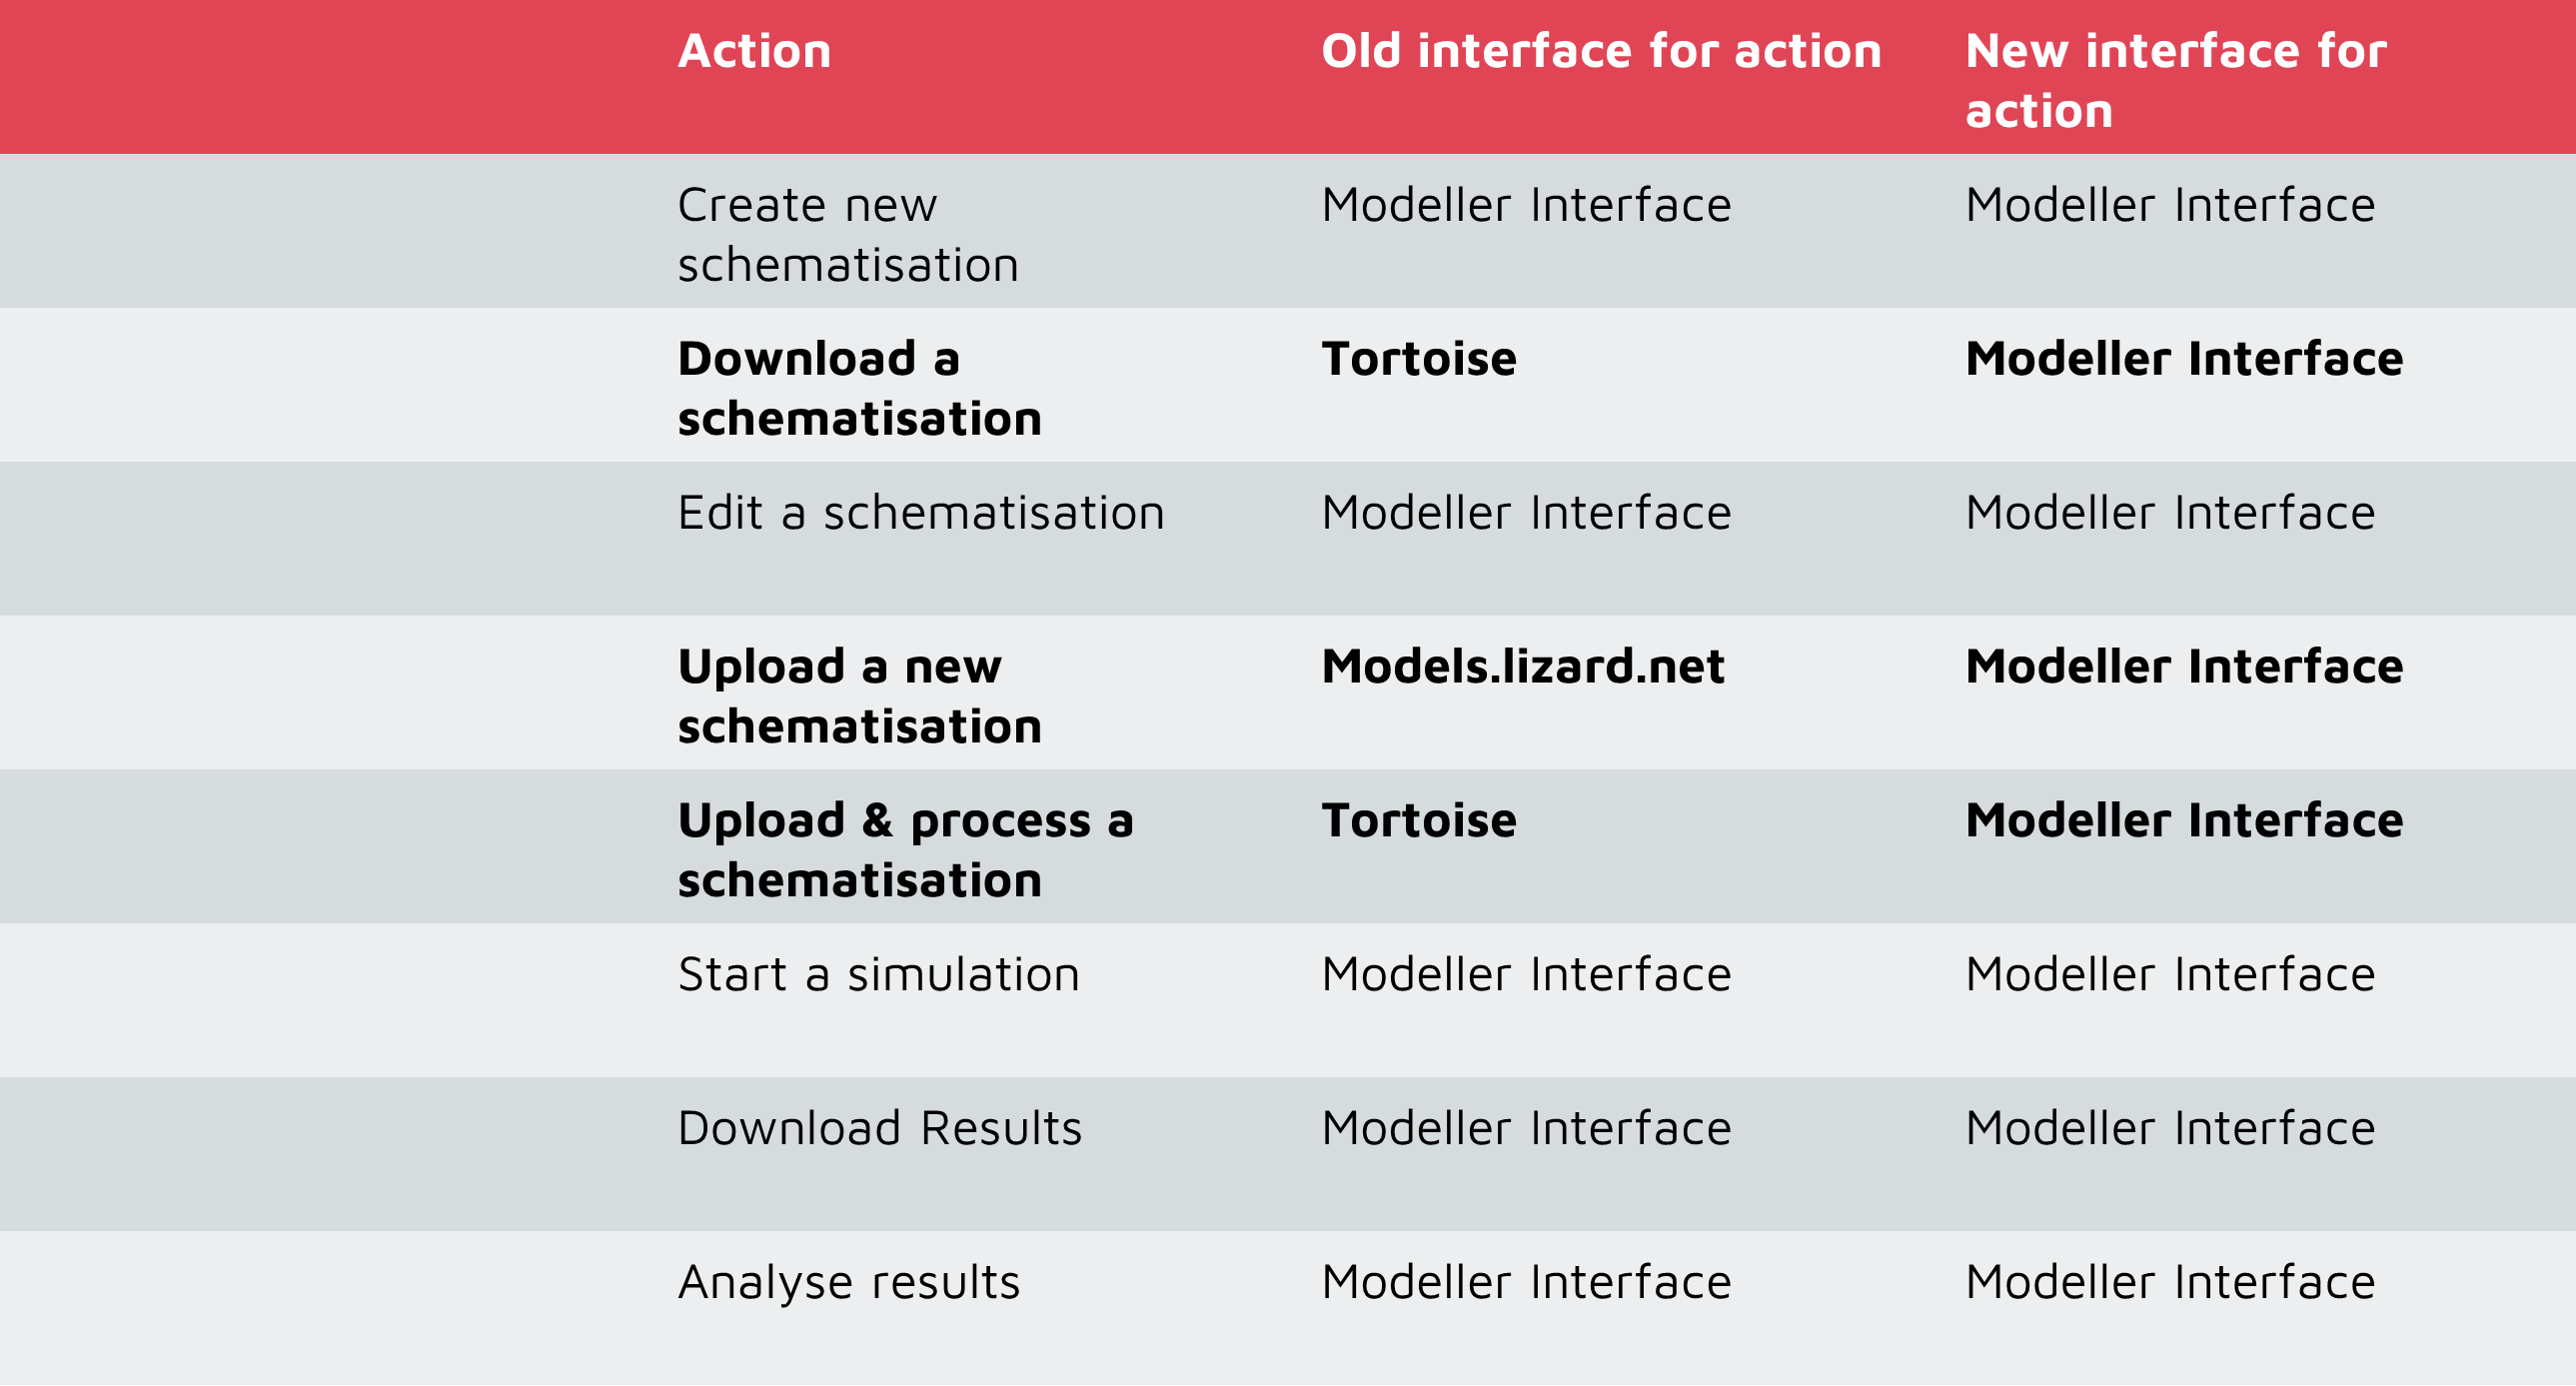 Action Old interface for action New interface for
action
Create new Modeller Interface Modeller Interface
schematisation
Download a Tortoise Modeller Interface
schematisation
Edit a schematisation Modeller Interface Modeller Interface
Upload a new Models.lizard.net Modeller Interface
schematisation
Upload & process a Tortoise Modeller Interface
schematisation
Start a simulation Modeller Interface Modeller Interface
Download Results Modeller Interface Modeller Interface
Analyse results Modeller Interface Modeller Interface